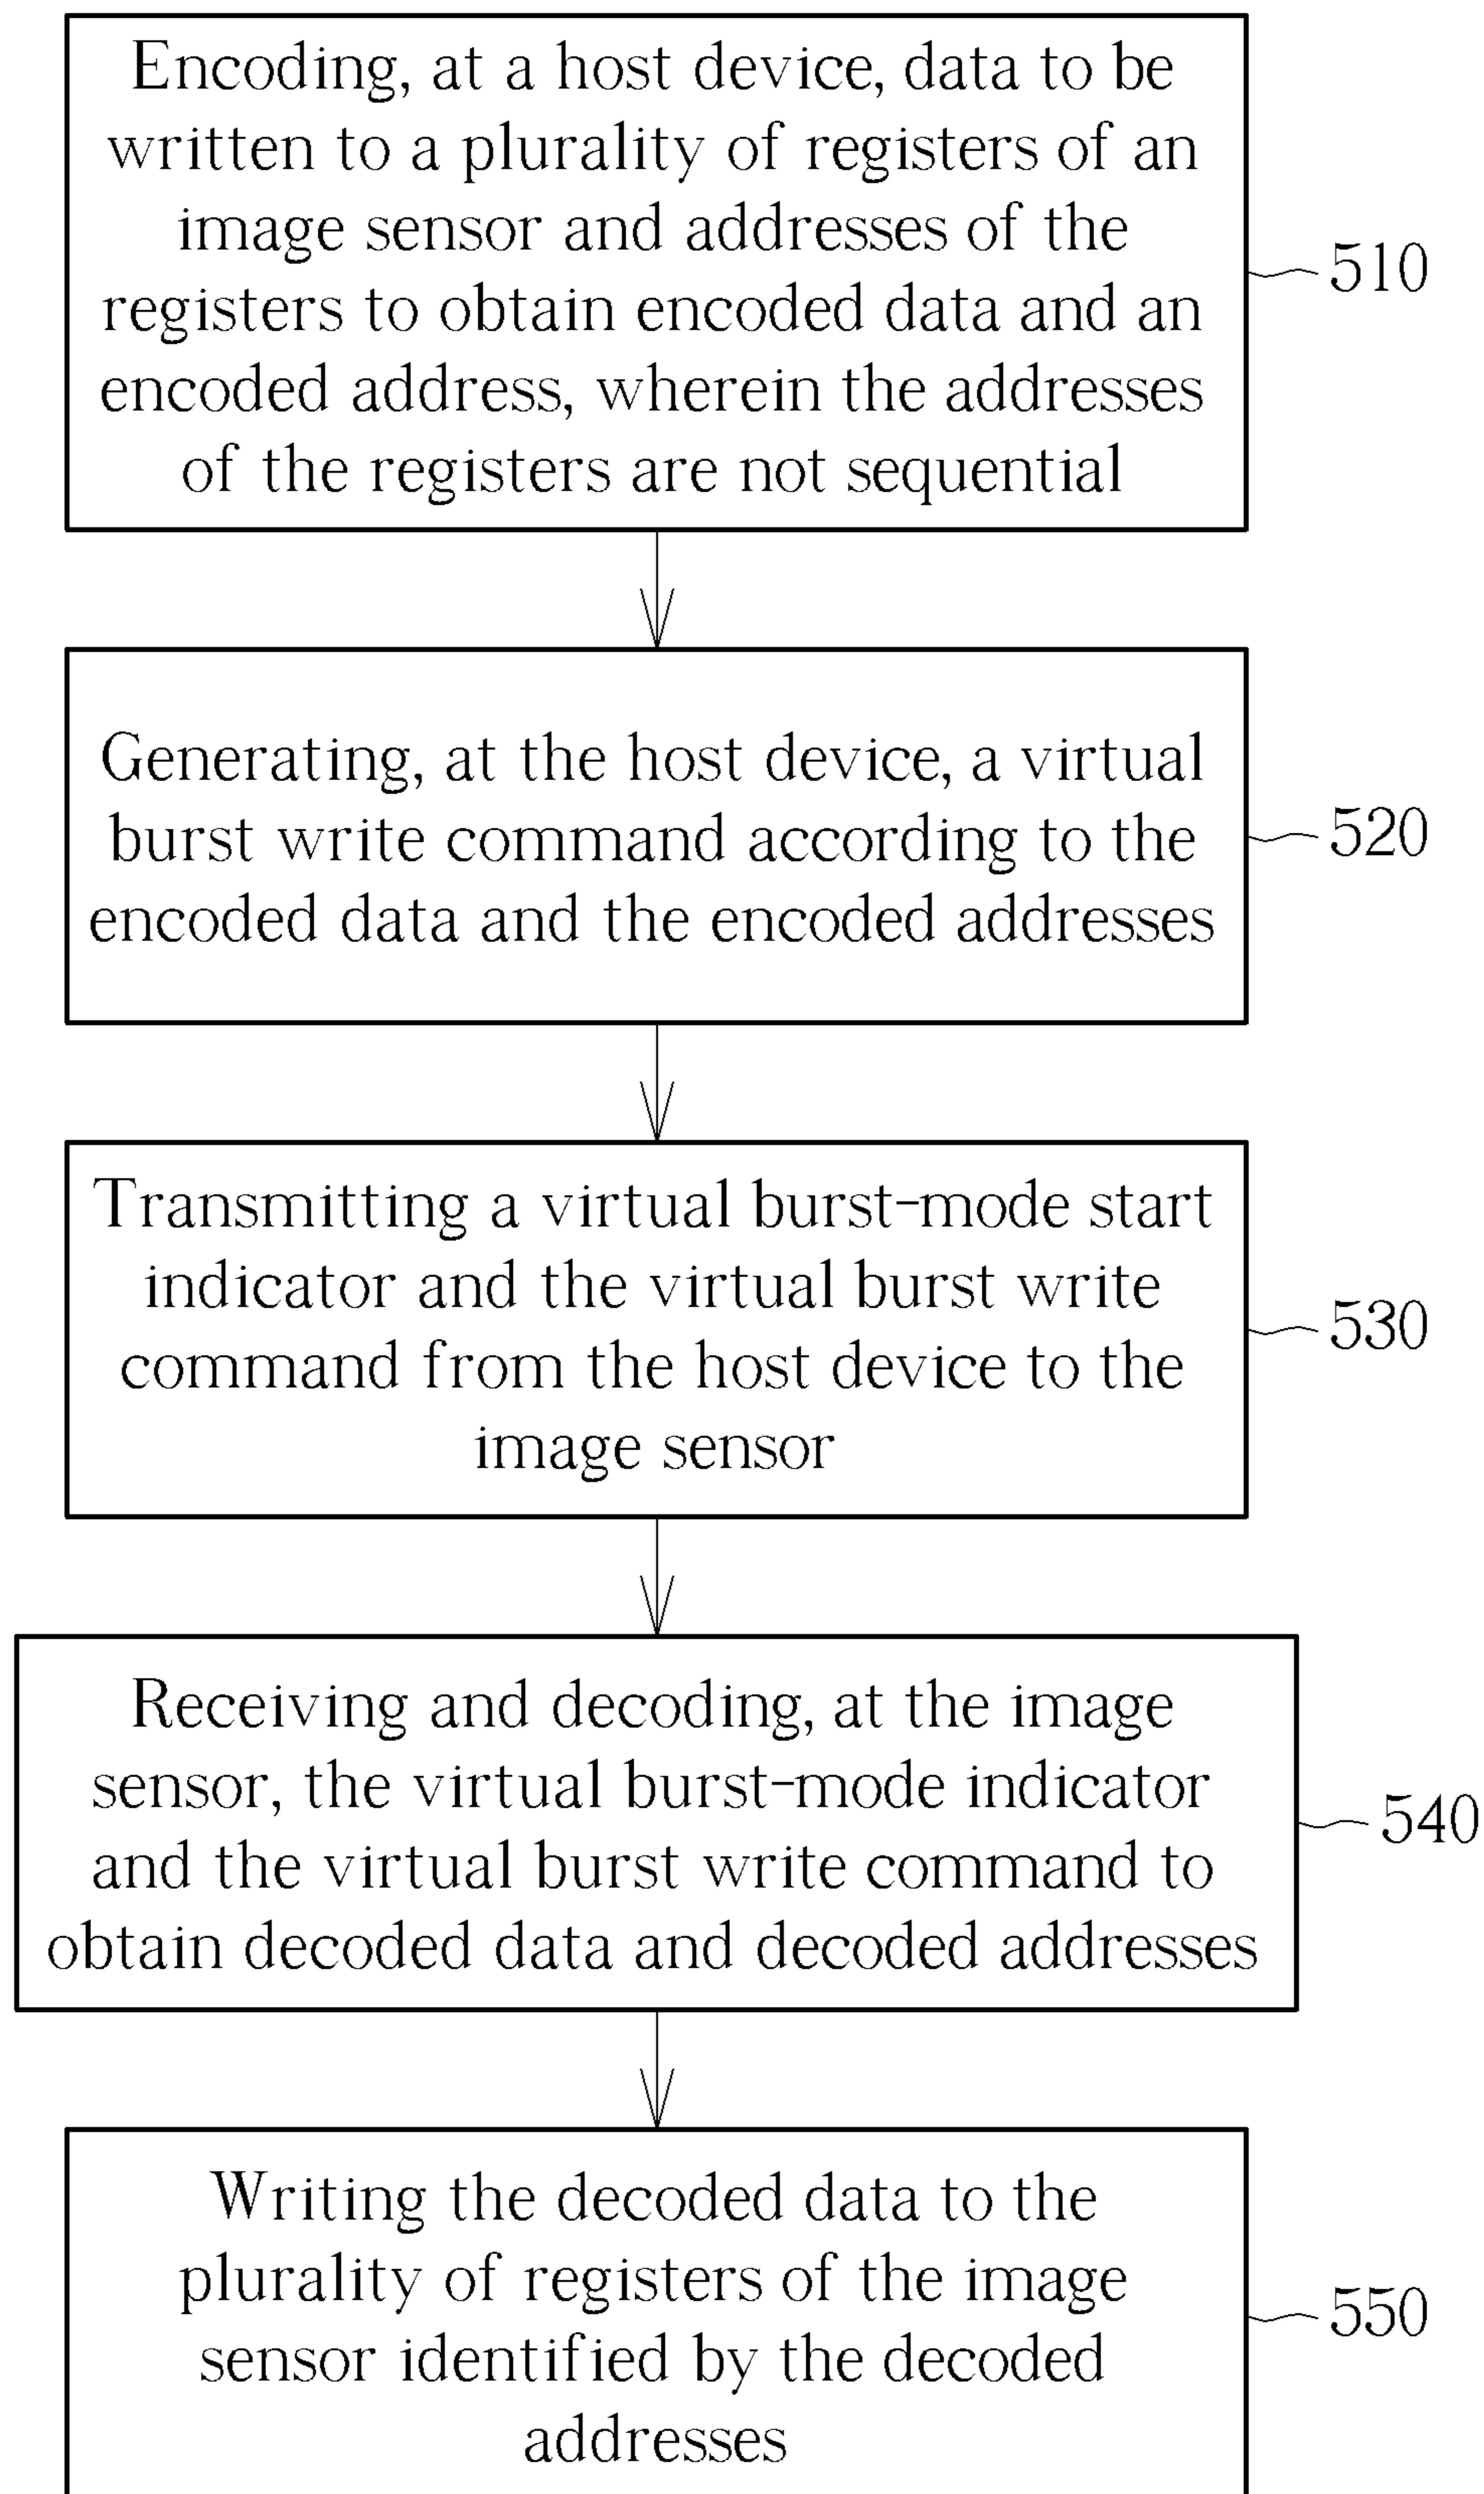 Encoding, at a host device, data to be
written to a plurality of registers of an
image sensor and addresses of the
registers to obtain encoded data and an
encoded address, wherein the addresses
of the registers are not sequential
510
Generating, at the host device, a virtual
burst write command according to the
encoded data and the encoded addresses
520
Transmitting a virtual burst-mode start
indicator and the virtual burst write
command from the host device to the
image sensor
530
Receiving and decoding, at the image
sensor, the virtual burst-mode indicator
and the virtual burst write command to
obtain decoded data and decoded addresses
540
Writing the decoded data to the
plurality of registers of the image
sensor identified by the decoded
addresses
550